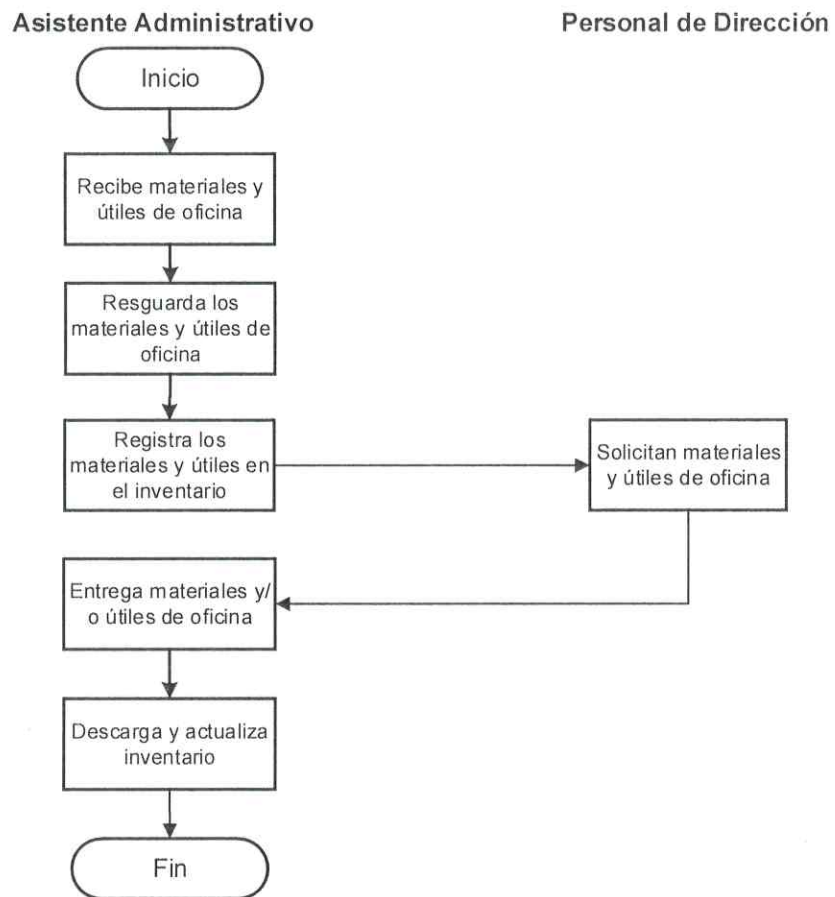 Asistente Administrativo
Personal de Dirección
Inicio
Recibe materiales y
útiles de oficina
Resguarda los
materiales y útiles de
oficina
Registra los
materiales y útiles en
el inventario
Solicitan materiales
y útiles de oficina
Entrega materiales y/
o útiles de oficina
Descarga y actualiza
inventario
Fin